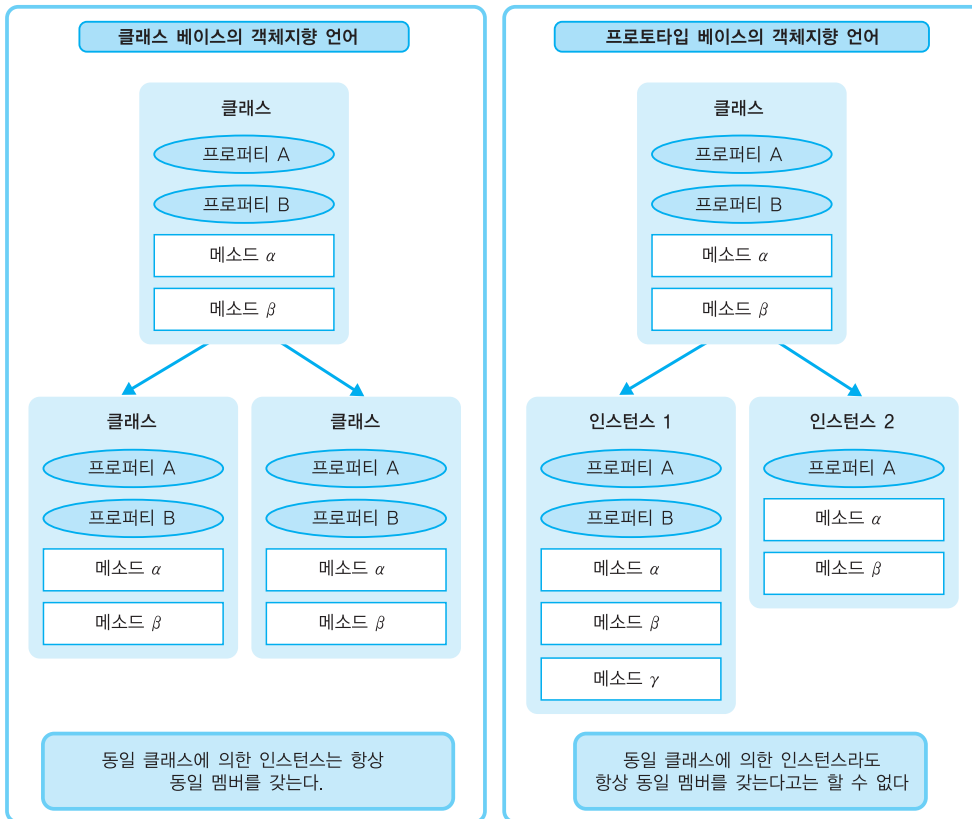 클래스 베이스의 객체지향 언어
클래스
프로퍼티 A
프로퍼티 B
메소드 α
메소드 β
클래스
프로퍼티 A
프로퍼티 B
메소드 α
메소드 β
클래스
프로퍼티 A
프로퍼티 B
메소드 α
메소드 β
동일 클래스에 의한 인스턴스는 항상
동일 멤버를 갖는다.
프로토타입 베이스의 객체지향 언어
클래스
프로퍼티 A
프로퍼티 B
메소드 α
메소드 β
인스턴스 1
프로퍼티 A
프로퍼티 B
메소드 α
메소드 β
메소드 γ
인스턴스 2
프로퍼티 A
메소드 α
메소드 β
동일 클래스에 의한 인스턴스라도
항상 동일 멤버를 갖는다고는 할 수 없다